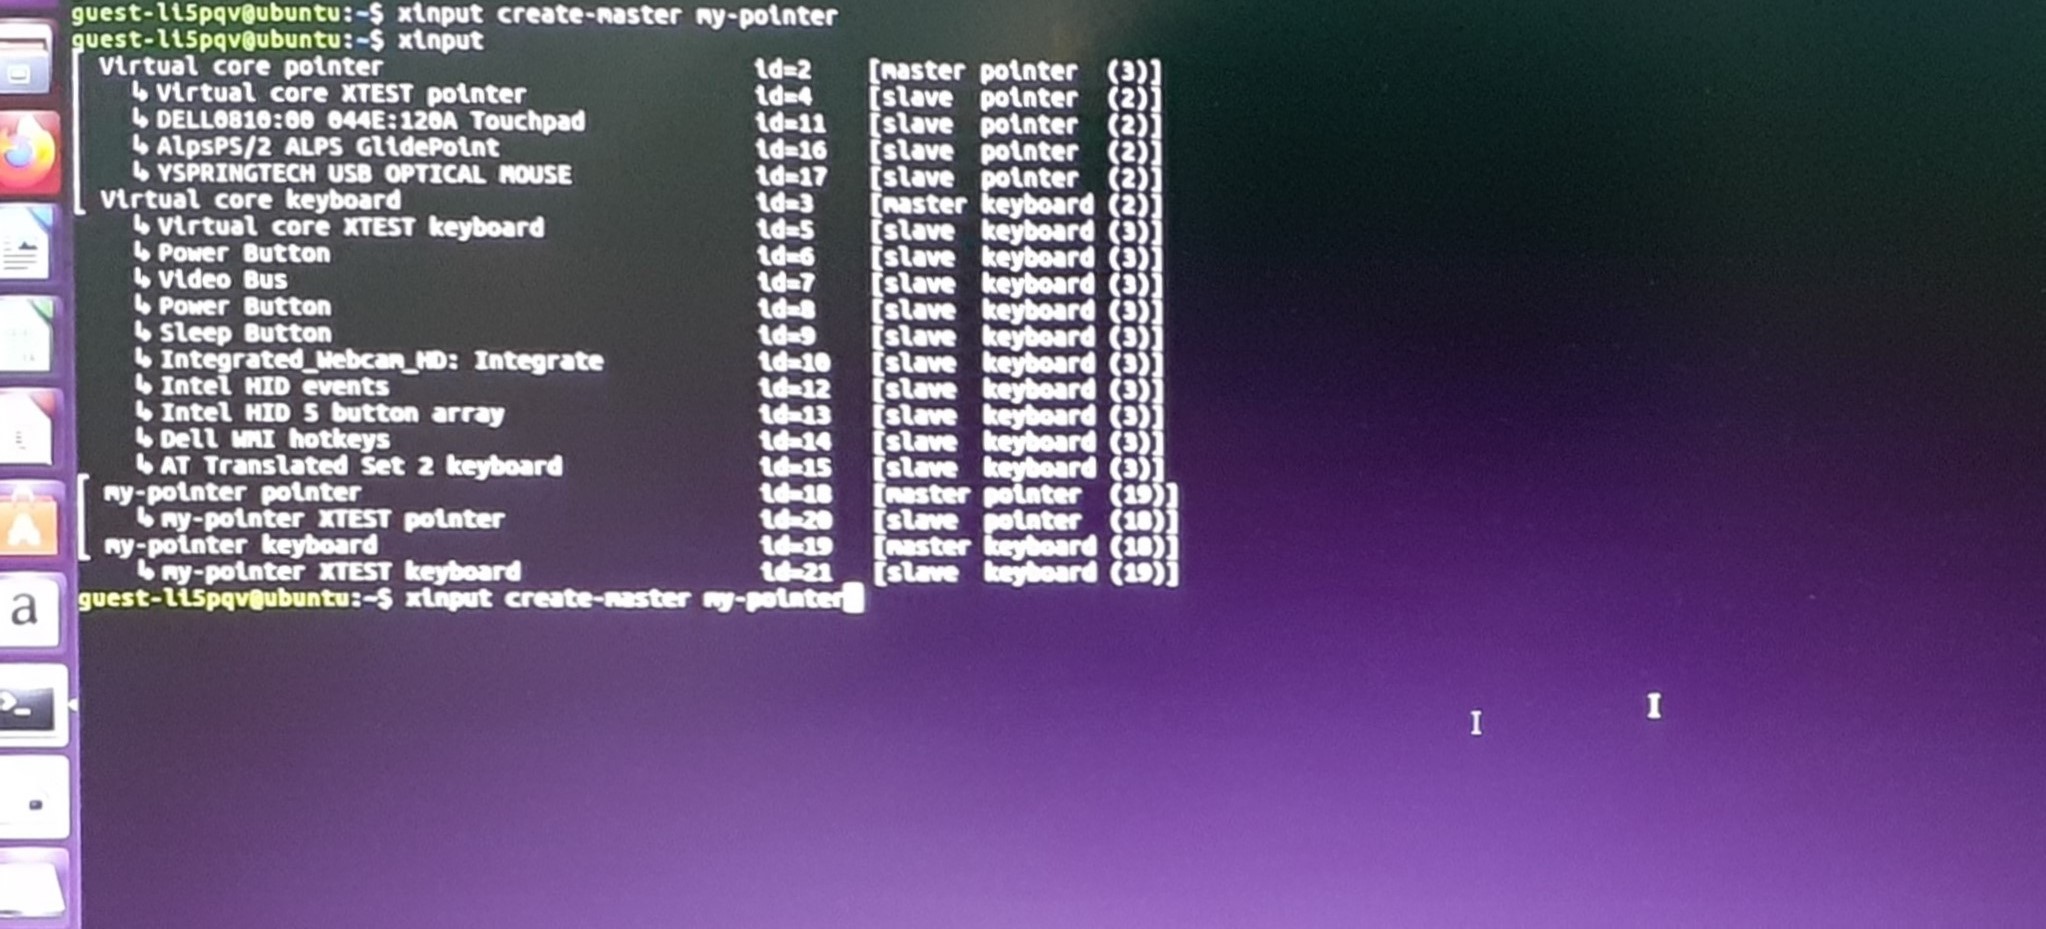 guest-li5pqv@ubuntu:~$ xinput create-master my-pointer
guest-li5pqv@ubuntu:~$ xinput
⎡ Virtual core pointer id=2 [master pointer (3)]
⎜ ↳ Virtual core XTEST pointer id=4 [slave pointer (2)]
⎜ ↳ DELL0810:00 044E:120A Touchpad id=11 [slave pointer (2)]
⎜ ↳ AlpsPS/2 ALPS GlidePoint id=16 [slave pointer (2)]
⎜ ↳ YSPRINGTECH USB OPTICAL MOUSE id=17 [slave pointer (2)]
⎣ Virtual core keyboard id=3 [master keyboard (2)]
↳ Virtual core XTEST keyboard id=5 [slave keyboard (3)]
↳ Power Button id=6 [slave keyboard (3)]
↳ Video Bus id=7 [slave keyboard (3)]
↳ Power Button id=8 [slave keyboard (3)]
↳ Sleep Button id=9 [slave keyboard (3)]
↳ Integrated_Webcam_HD: Integrate id=10 [slave keyboard (3)]
↳ Intel HID events id=12 [slave keyboard (3)]
↳ Intel HID 5 button array id=13 [slave keyboard (3)]
↳ Dell WMI hotkeys id=14 [slave keyboard (3)]
↳ AT Translated Set 2 keyboard id=15 [slave keyboard (3)]
⎡ my-pointer pointer id=18 [master pointer (19)]
⎜ ↳ my-pointer XTEST pointer id=20 [slave pointer (18)]
⎣ my-pointer keyboard id=19 [master keyboard (18)]
↳ my-pointer XTEST keyboard id=21 [slave keyboard (19)]
guest-li5pqv@ubuntu:~$ xinput create-master my-pointer
a